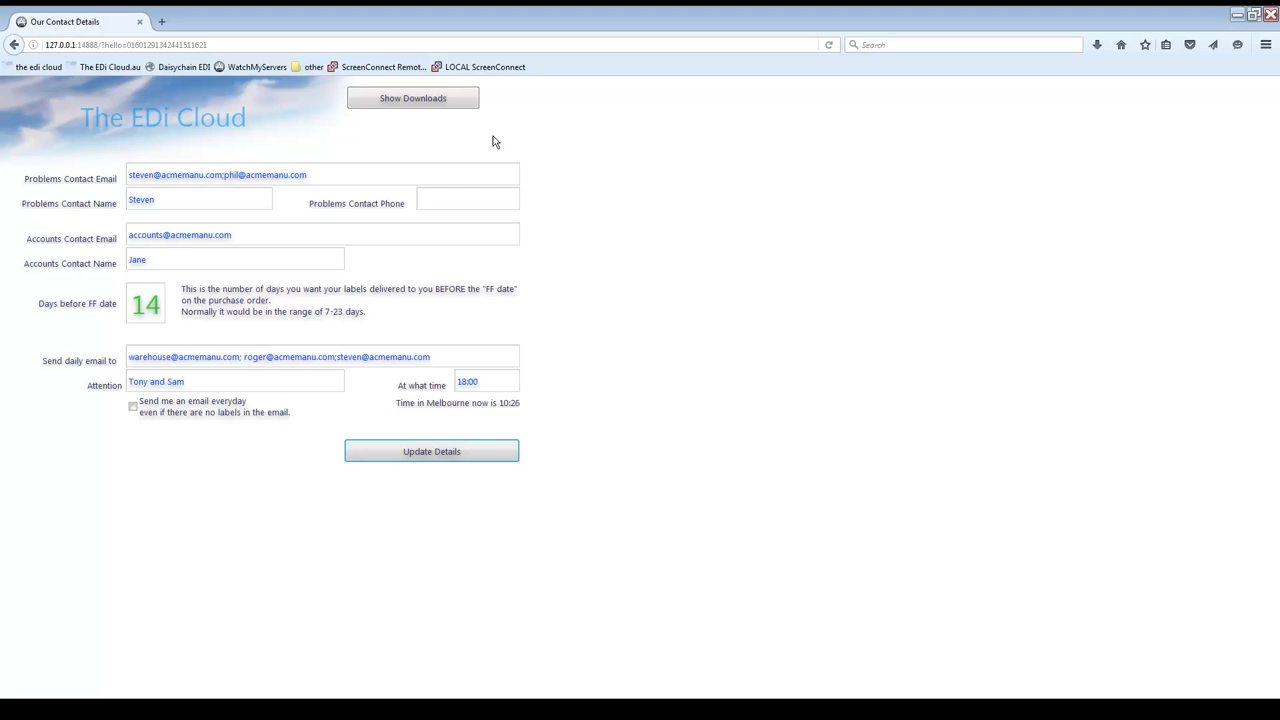 Our Contact Details
127.0.0.1:14888/?hello=01601291342441511621
Search
the edi cloud
The EDi Cloud.au
Daisychain EDI
WatchMyServers
other
ScreenConnect Remot...
LOCAL ScreenConnect
Show Downloads
The EDi Cloud
Problems Contact Email
steven@acmemanu.com;phil@acmemanu.com
Problems Contact Name
Steven
Problems Contact Phone
Accounts Contact Email
accounts@acmemanu.com
Accounts Contact Name
Jane
Days before FF date
14
This is the number of days you want your labels delivered to you BEFORE the "FF date"
on the purchase order.
Normally it would be in the range of 7-23 days.
Send daily email to
warehouse@acmemanu.com; roger@acmemanu.com;steven@acmemanu.com
Attention
Tony and Sam
At what time
18:00
Send me an email everyday
even if there are no labels in the email.
Time in Melbourne now is 10:26
Update Details